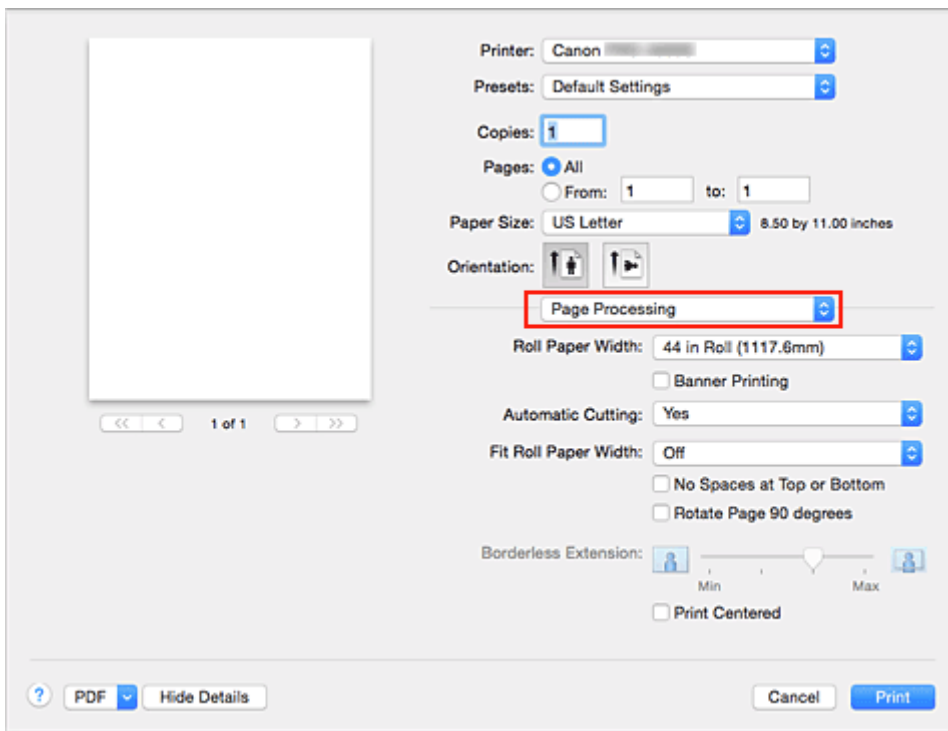 Printer: Canon
Presets: Default Settings
Copies: 1
Pages: All
From: 1 to: 1
Paper Size: US Letter 8.50 by 11.00 inches
Orientation:
Page Processing
Roll Paper Width: 44 in Roll (1117.6mm)
Banner Printing
1 of 1
Automatic Cutting: Yes
Fit Roll Paper Width: Off
No Spaces at Top or Bottom
Rotate Page 90 degrees
Borderless Extension:
Min Max
Print Centered
? PDF Hide Details Cancel Print